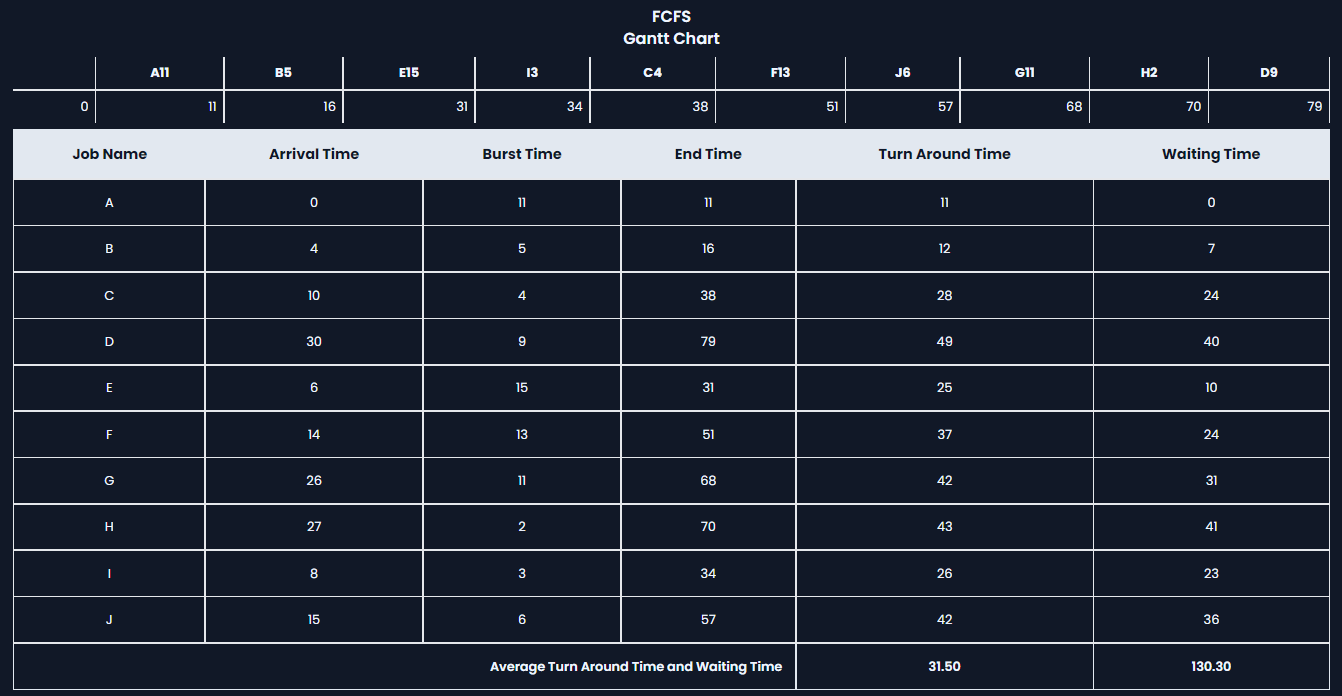 FCFS
Gantt Chart
A11 B5 E15 I3 C4 F13 J6 G11 H2 D9
0 11 16 31 34 38 51 57 68 70 79
Job Name Arrival Time Burst Time End Time Turn Around Time Waiting Time
A 0 11 11 11 0
B 4 5 16 12 7
C 10 4 38 28 24
D 30 9 79 49 40
E 6 15 31 25 10
F 14 13 51 37 24
G 26 11 68 42 31
H 27 2 70 43 41
I 8 3 34 26 23
J 15 6 57 42 36
Average Turn Around Time and Waiting Time 31.50 130.30